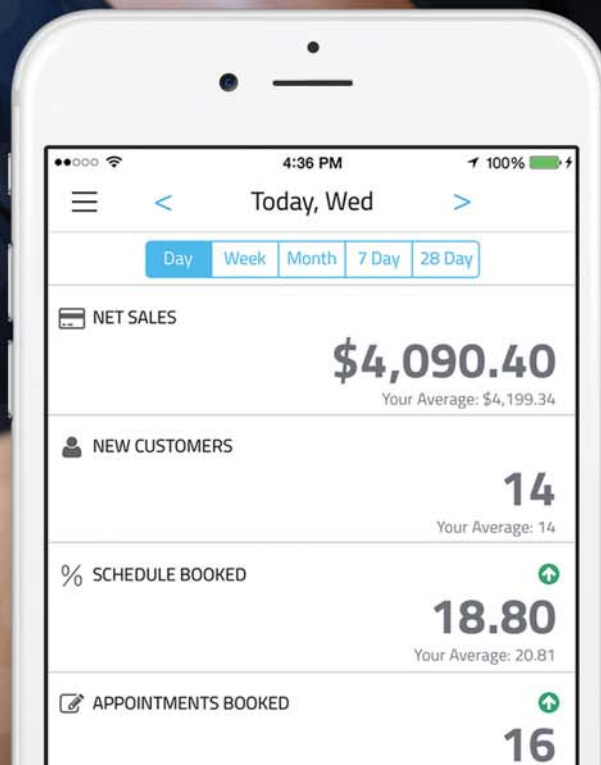 4:36 PM
100%
< Today, Wed >
Day Week Month 7 Day 28 Day
NET SALES
$4,090.40
Your Average: $4,199.34
NEW CUSTOMERS
14
Your Average: 14
% SCHEDULE BOOKED
18.80
Your Average: 20.81
APPOINTMENTS BOOKED
16